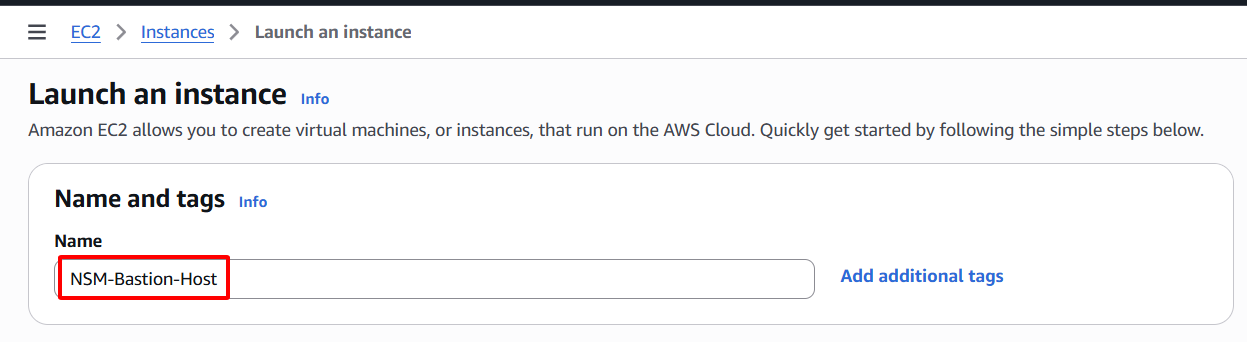 EC2 > Instances > Launch an instance
Launch an instance Info
Amazon EC2 allows you to create virtual machines, or instances, that run on the AWS Cloud. Quickly get started by following the simple steps below.
Name and tags Info
Name
NSM-Bastion-Host Add additional tags